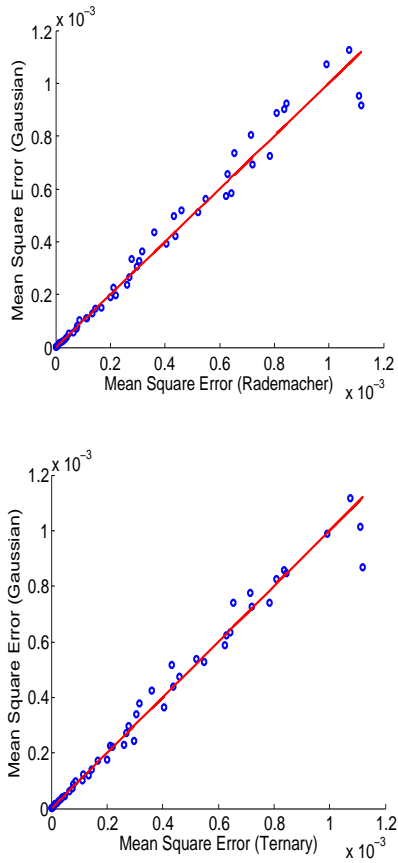 x 10⁻³
1.2
1
0.8
0.6
0.4
0.2
0
Mean Square Error (Gaussian)
0 0.2 0.4 0.6 0.8 1 1.2
Mean Square Error (Rademacher) x 10⁻³
x 10⁻³
1.2
1
0.8
0.6
0.4
0.2
0
Mean Square Error (Gaussian)
0 0.2 0.4 0.6 0.8 1 1.2
Mean Square Error (Ternary) x 10⁻³